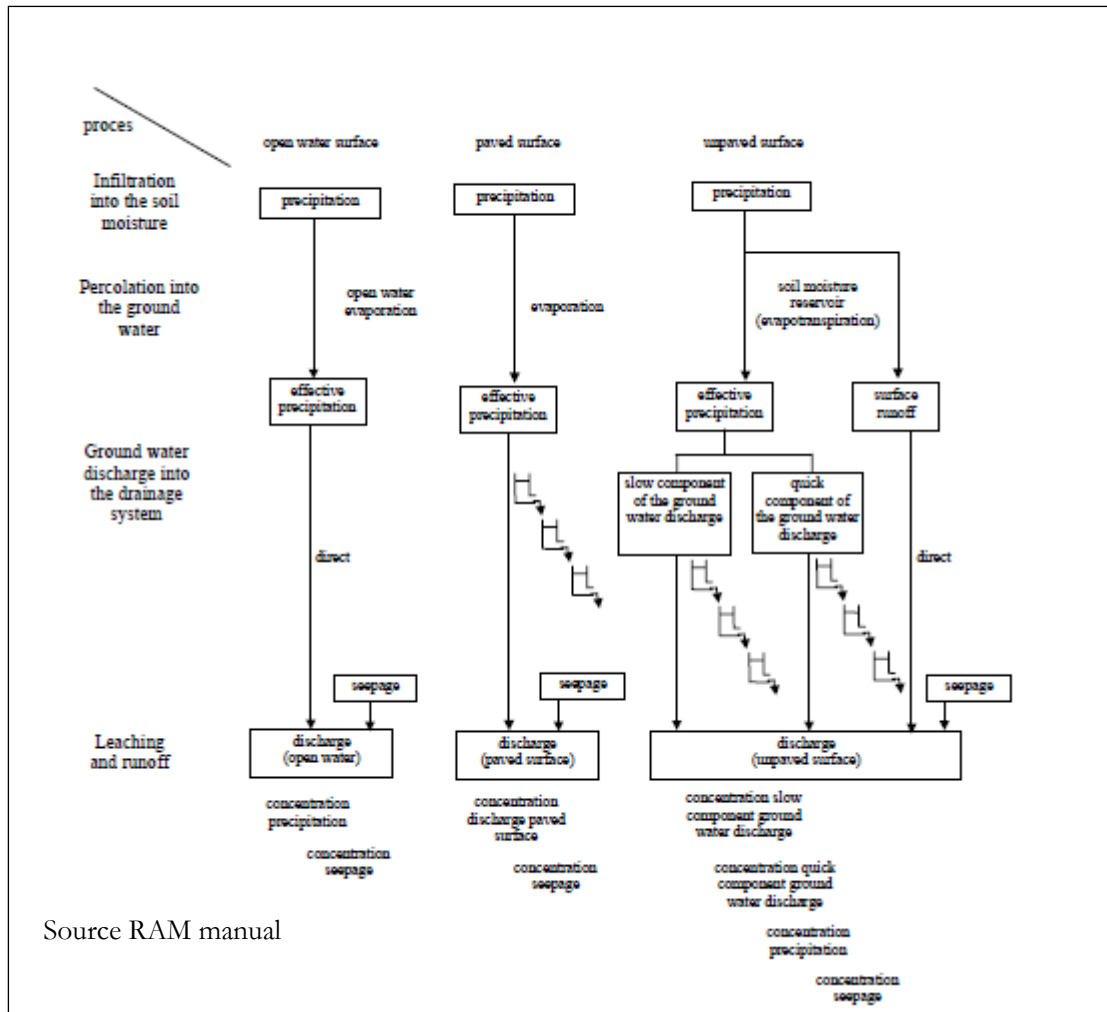 proces
open water surface
paved surface
unpaved surface
Infiltration
into the soil
moisture
precipitation
precipitation
precipitation
Percolation into
the ground
water
open water
evaporation
evaporation
soil moisture
reservoir
(evapotranspiration)
effective
precipitation
effective
precipitation
effective
precipitation
surface
runoff
Ground water
discharge into
the drainage
system
slow component
of the ground
water discharge
quick
component of
the ground water
discharge
direct
direct
seepage
seepage
seepage
Leaching
and runoff
discharge
(open water)
discharge
(paved surface)
discharge
(unpaved surface)
concentration
precipitation
concentration
seepage
concentration
discharge paved
surface
concentration
seepage
concentration slow
component ground
water discharge
concentration quick
component ground
water discharge
concentration
precipitation
concentration
seepage
Source RAM manual